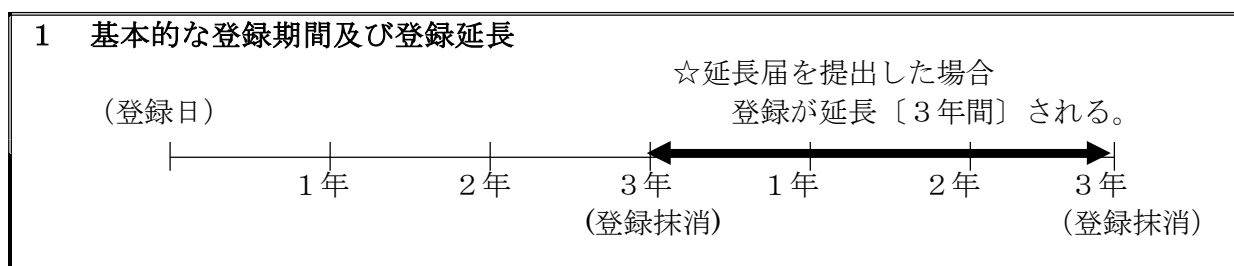 １　基本的な登録期間及び登録延長
☆延長届を提出した場合
（登録日）　登録が延長〔３年間〕される。
１年　２年　３年　１年　２年　３年
(登録抹消)　（登録抹消）